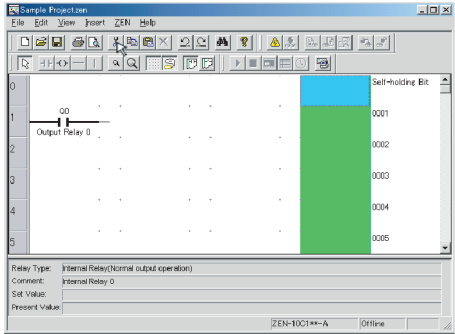 Sample Project.zen
File Edit View Insert ZEN Help
0 Self-holding Bit
Q0
1 0001
Output Relay 0
2 0002
3 0003
4 0004
5 0005
Relay Type: Internal Relay(Normal output operation)
Comment: Internal Relay 0
Set Value:
Present Value:
ZEN-10C1**-A Offline